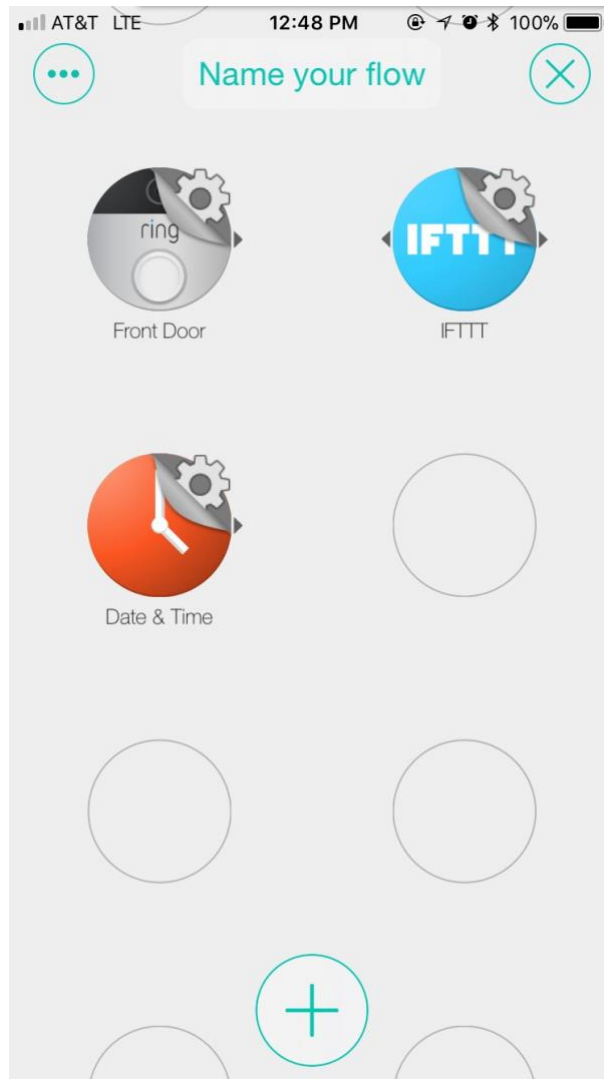 AT&T LTE 12:48 PM 100%
Name your flow
ring
IFTTT
Front Door
IFTTT
Date & Time